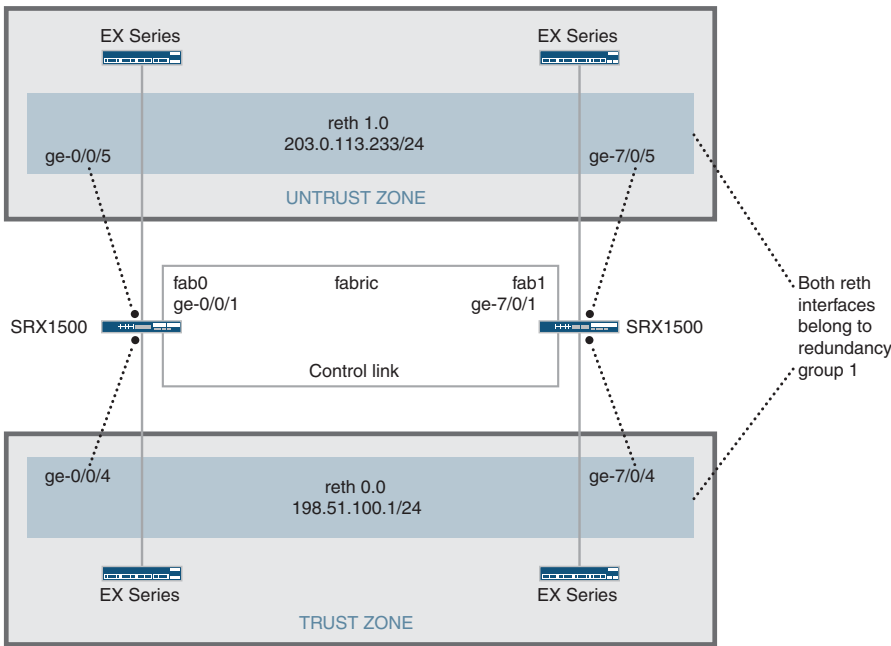 EX Series
EX Series
reth 1.0
203.0.113.233/24
ge-0/0/5
ge-7/0/5
UNTRUST ZONE
fab0
ge-0/0/1
fabric
fab1
ge-7/0/1
SRX1500
SRX1500
Control link
Both reth
interfaces
belong to
redundancy
group 1
ge-0/0/4
ge-7/0/4
reth 0.0
198.51.100.1/24
EX Series
EX Series
TRUST ZONE